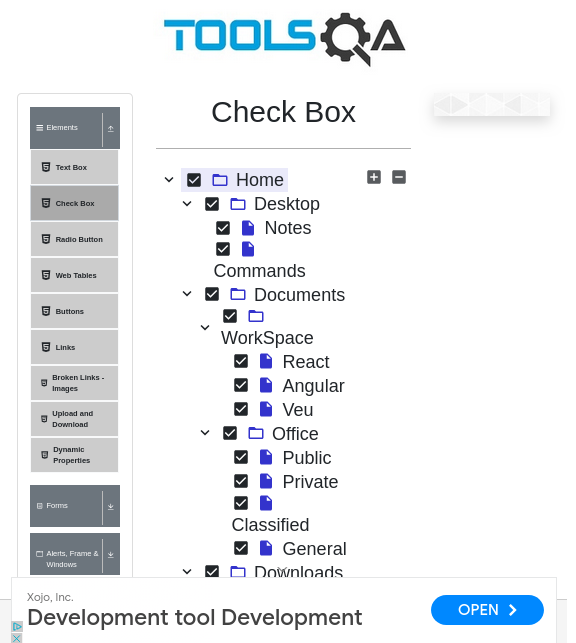 TOOLSQA
Check Box
Elements
Text Box
Check Box
Radio Button
Web Tables
Buttons
Links
Broken Links -
Images
Upload and
Download
Dynamic
Properties
Forms
Alerts, Frame &
Windows
Home
Desktop
Notes
Commands
Documents
WorkSpace
React
Angular
Veu
Office
Public
Private
Classified
General
Downloads
Xojo, Inc.
Development tool Development
OPEN